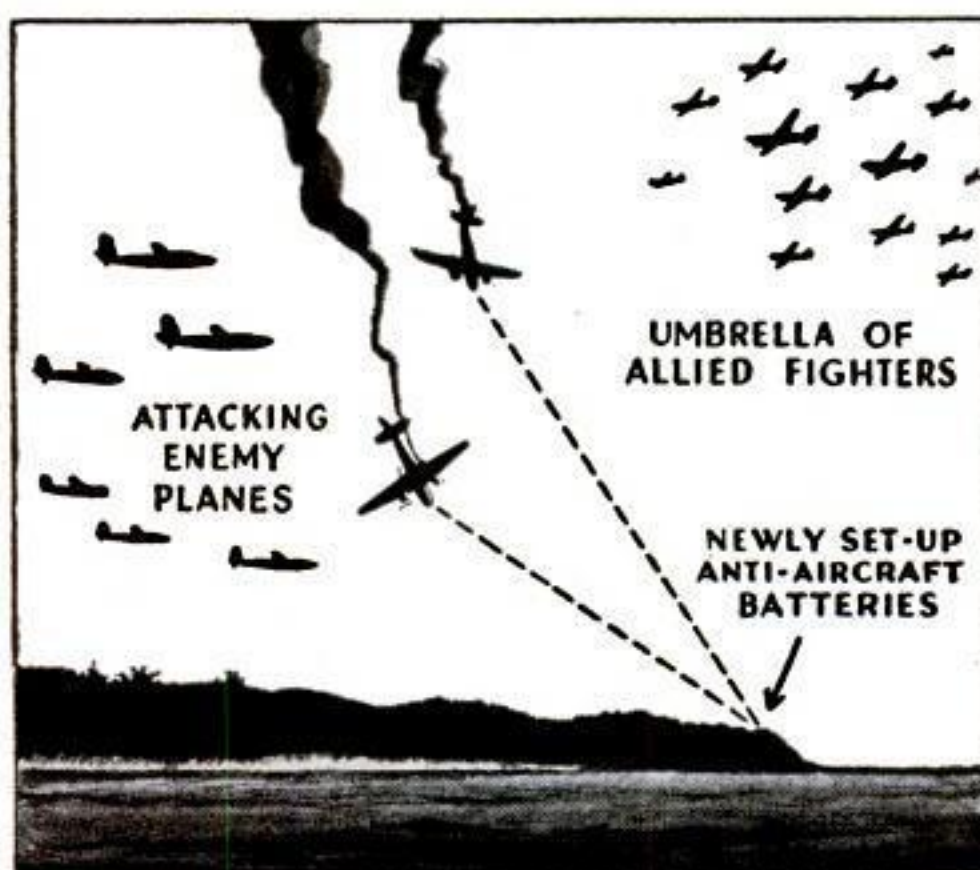 UMBRELLA OF
ALLIED FIGHTERS
ATTACKING
ENEMY
PLANES
NEWLY SET-UP
ANTI-AIRCRAFT
BATTERIES